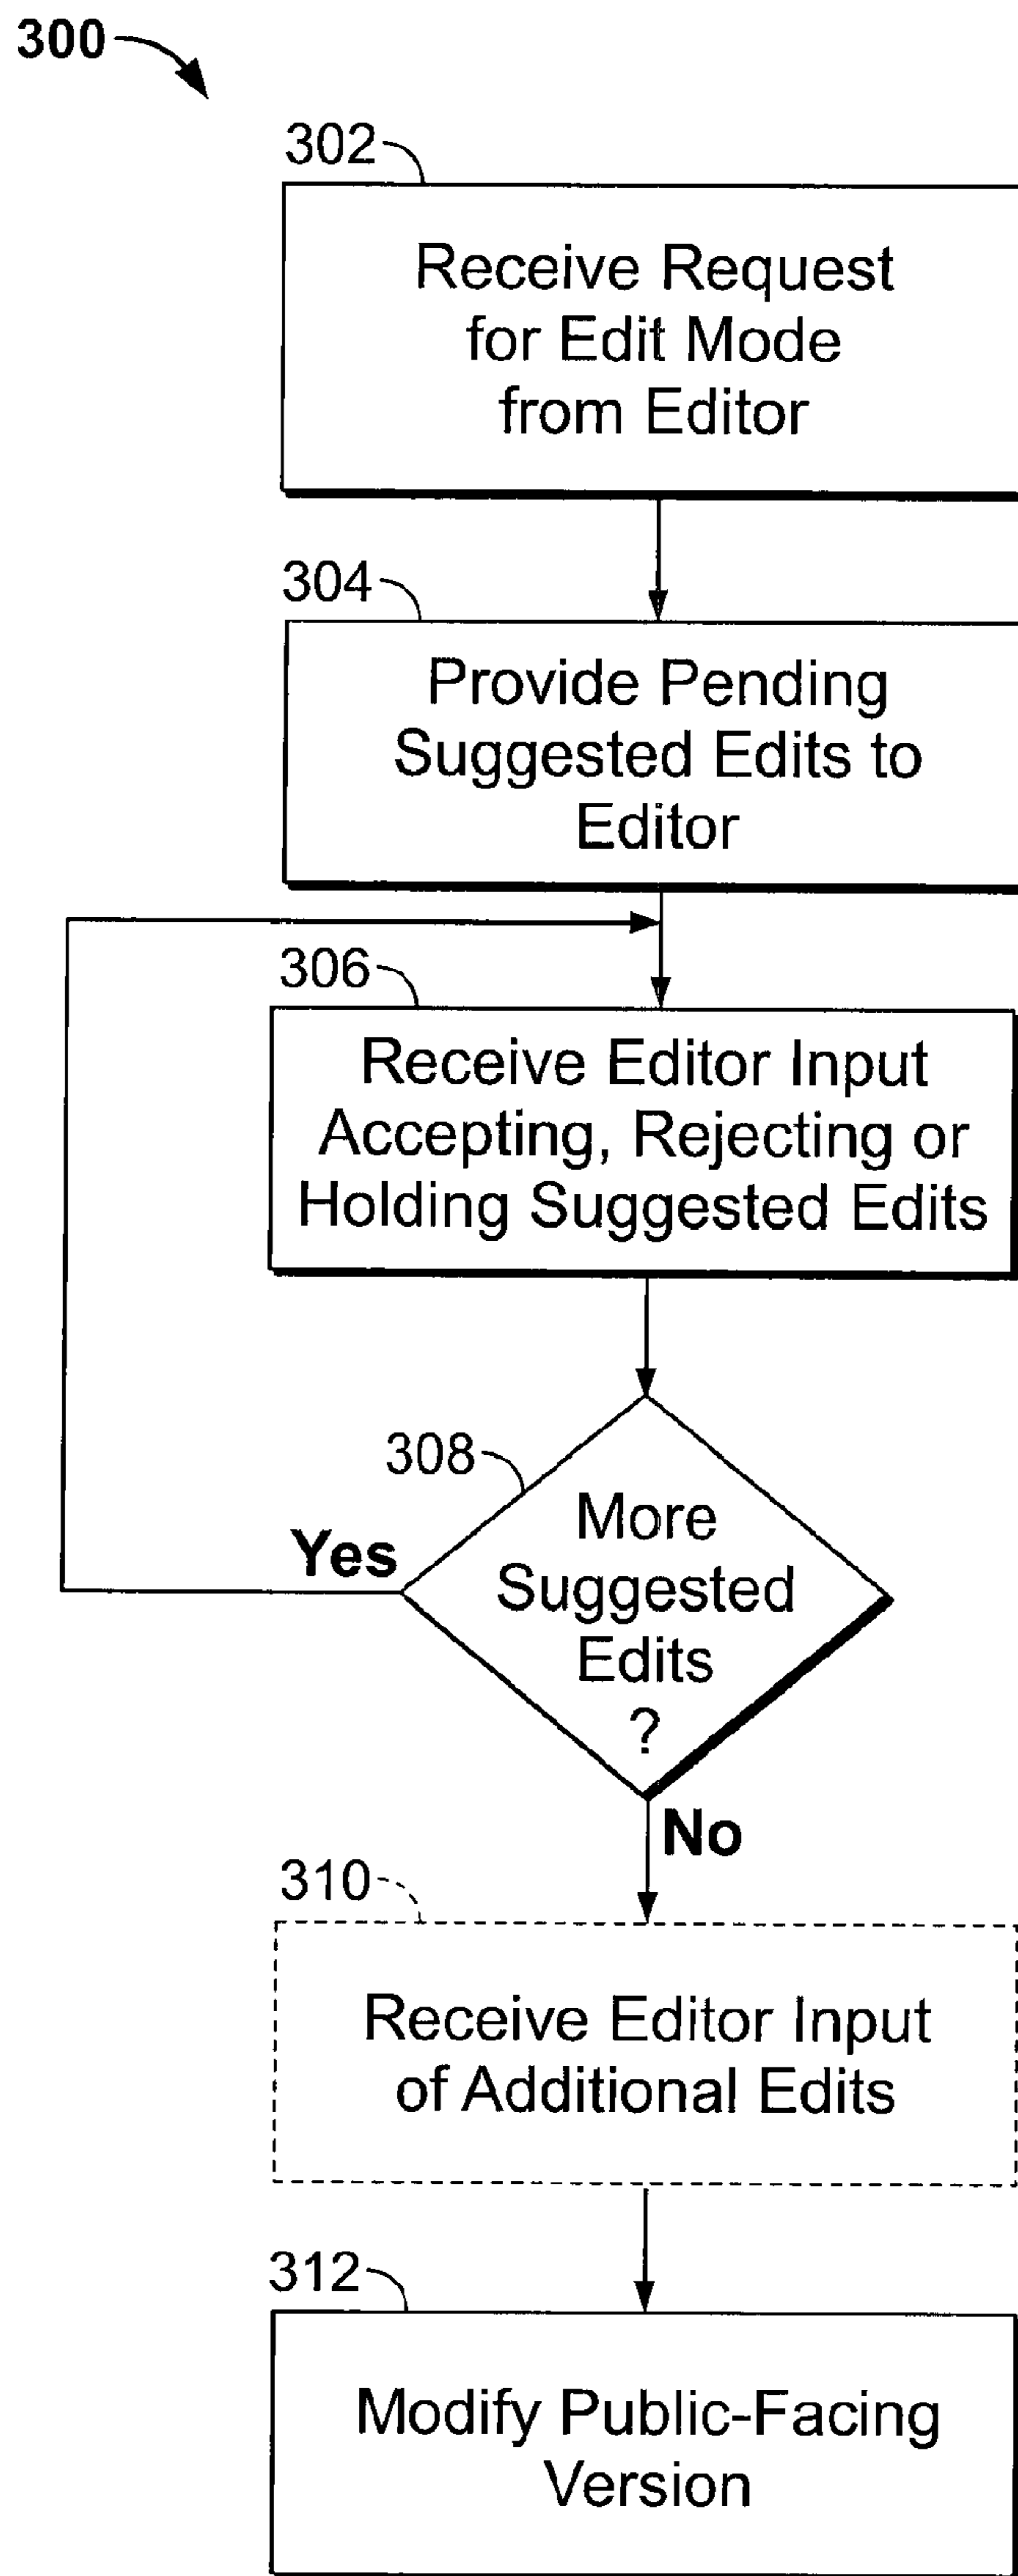 300
302
Receive Request
for Edit Mode
from Editor
304
Provide Pending
Suggested Edits to
Editor
306
Receive Editor Input
Accepting, Rejecting or
Holding Suggested Edits
308
More
Suggested
Edits
?
Yes
No
310
Receive Editor Input
of Additional Edits
312
Modify Public-Facing
Version